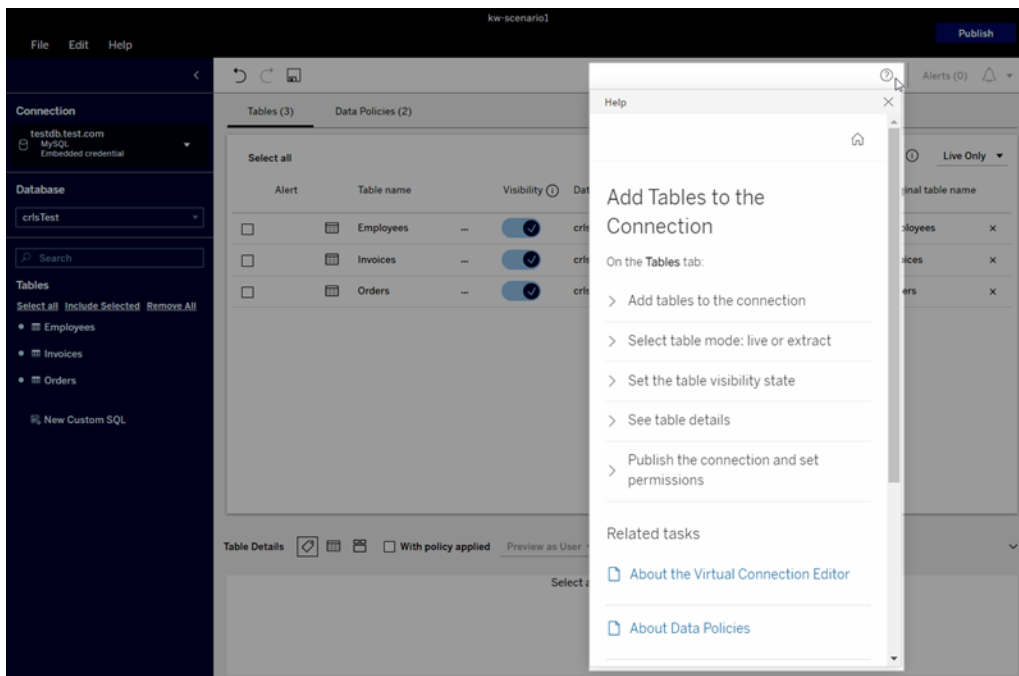 kw-scenario1
File Edit Help
Publish
Alerts (0)
Connection
testdb.test.com
MySQL
Embedded credential
Database
crlsTest
Search
Tables
Select all Include Selected Remove All
Employees
Invoices
Orders
New Custom SQL
Tables (3) Data Policies (2)
Select all
Live Only
Alert Table name Visibility
Employees ...
Invoices ...
Orders ...
table name
Table Details With policy applied Preview as User
Help
Add Tables to the
Connection
On the Tables tab:
Add tables to the connection
Select table mode: live or extract
Set the table visibility state
See table details
Publish the connection and set
permissions
Related tasks
About the Virtual Connection Editor
About Data Policies